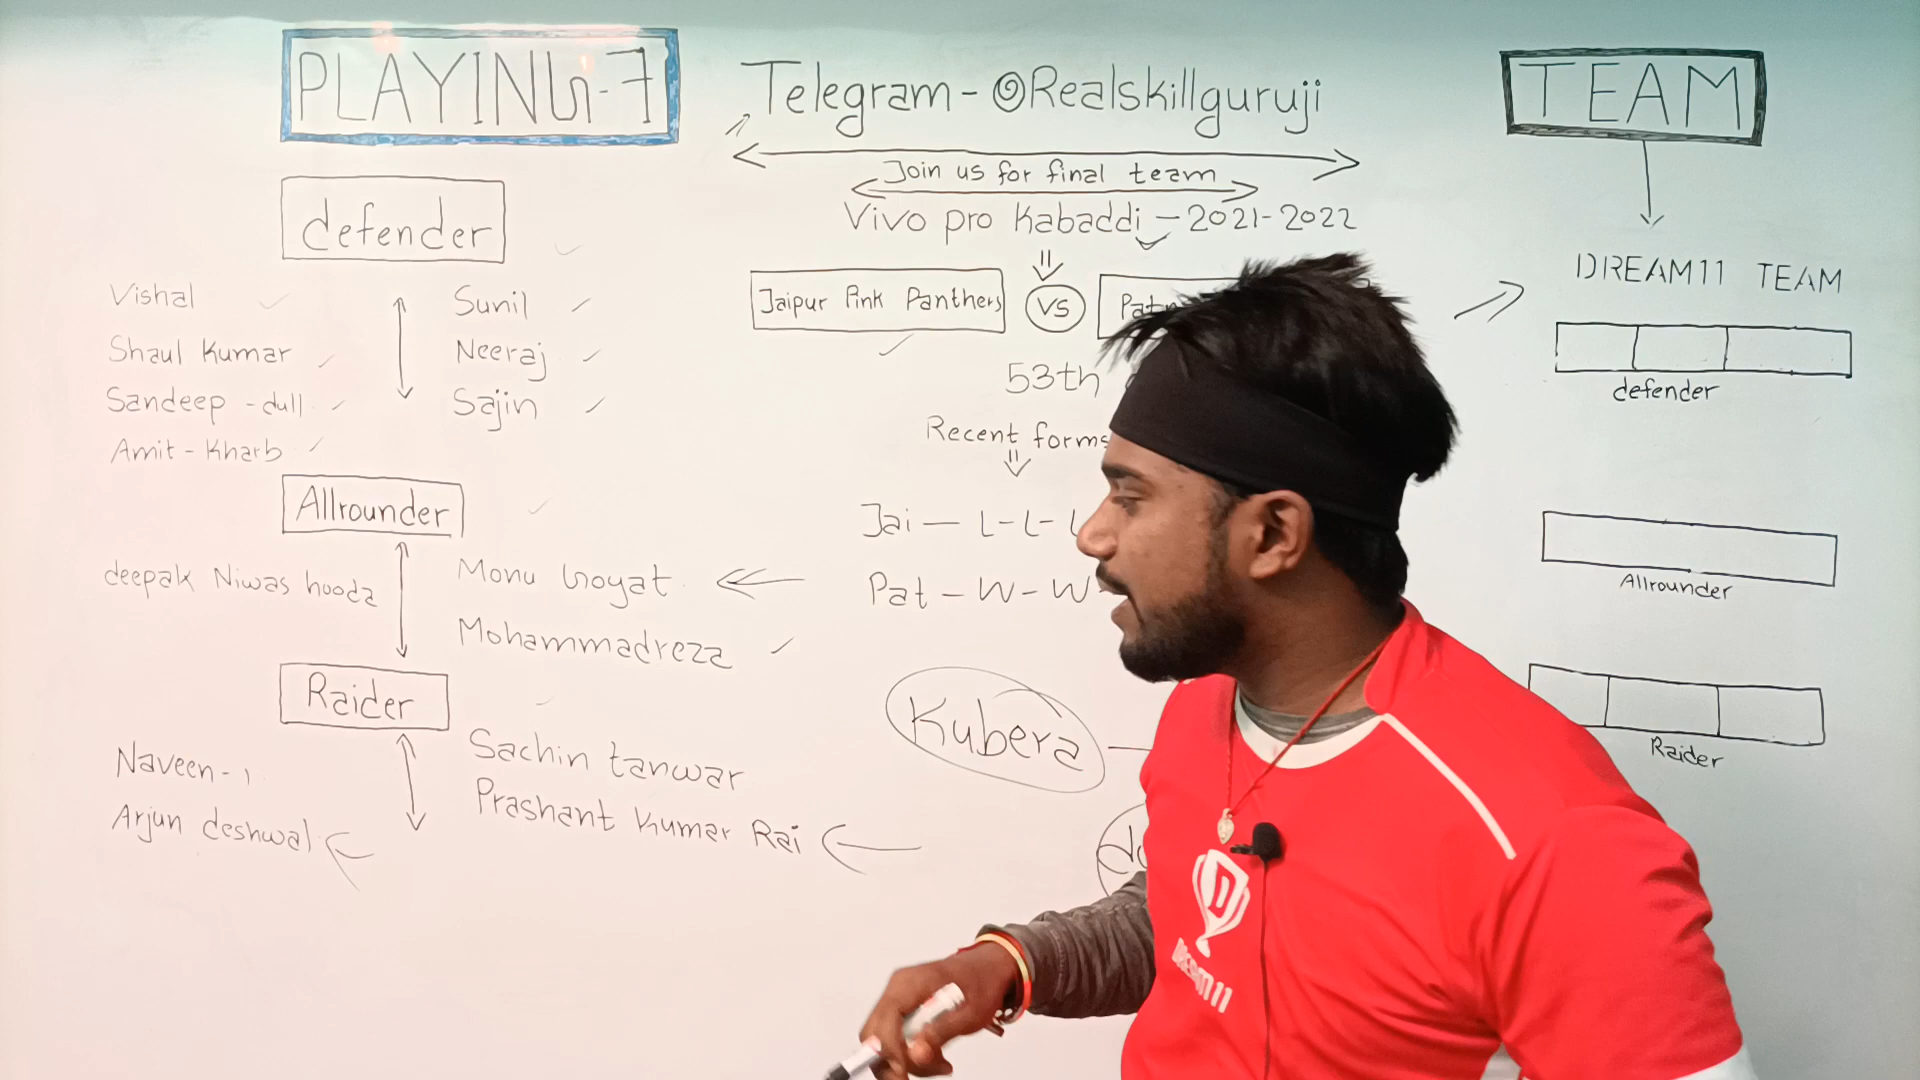 PLAYING-7
Telegram - @Realskillguruji
TEAM
Join us for final team
Vivo pro Kabaddi - 2021-2022
defender
Jaipur Pink Panthers
VS
DREAM11 TEAM
Vishal
Sunil
Shaul Kumar
Neeraj
53th
defender
Sandeep - dull
Sajin
Recent forms
Amit - Kharb
Allrounder
Jai - L-L-
deepak Niwas hooda
Monu Goyat
Pat - W-W
Allrounder
Mohammadreza
Raider
Kubera
Raider
Naveen-1
Sachin tanwar
Arjun deshwal
Prashant Kumar Rai
DREAM11